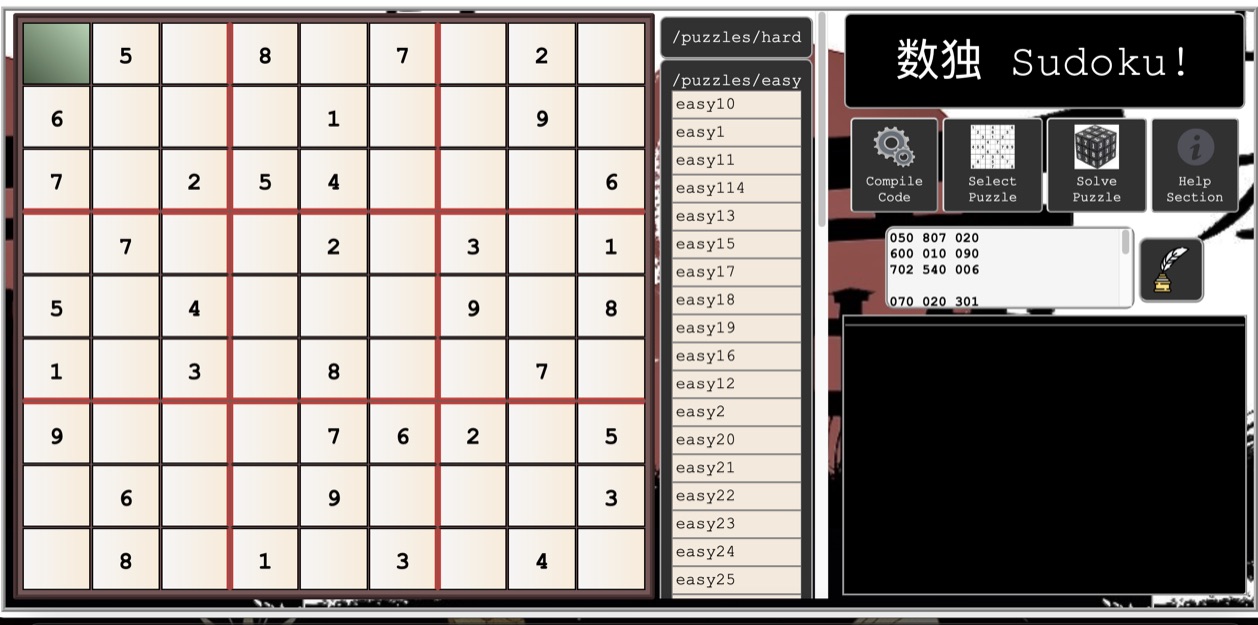 5 8 7 2
6 1 9
7 2 5 4 6
7 2 3 1
5 4 9 8
1 3 8 7
9 7 6 2 5
6 9 3
8 1 3 4
/puzzles/hard
/puzzles/easy
easy10
easy1
easy11
easy114
easy13
easy15
easy17
easy18
easy19
easy16
easy12
easy2
easy20
easy21
easy22
easy23
easy24
easy25
数独 Sudoku!
Compile
Code
Select
Puzzle
Solve
Puzzle
Help
Section
050 807 020
600 010 090
702 540 006
070 020 301